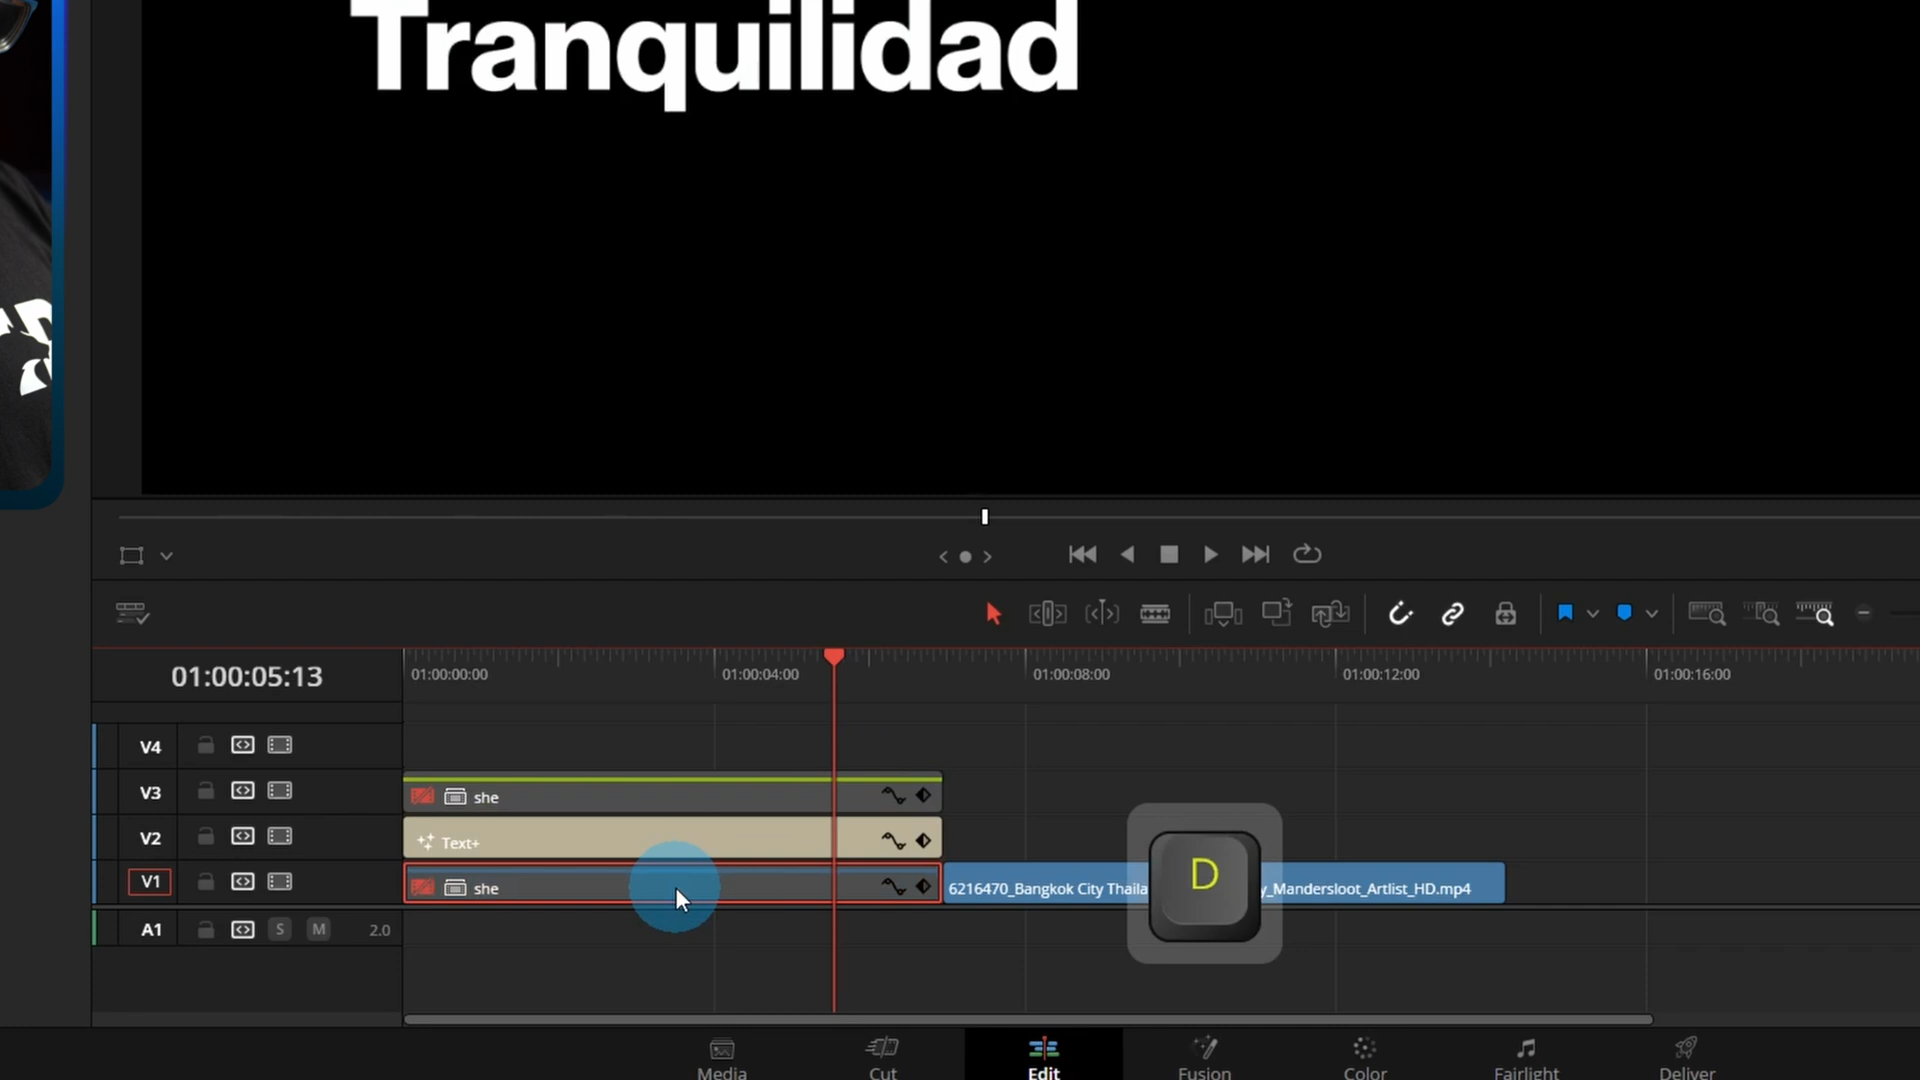 Tranquilidad
01:00:05:13
01:00:00:00
01:00:04:00
01:00:08:00
01:00:12:00
01:00:16:00
V4
V3
she
V2
Text+
V1
she
6216470_Bangkok City Thaila
y_Mandersloot_Artlist_HD.mp4
D
A1
S
M
2.0
Media
Cut
Edit
Fusion
Color
Fairlight
Deliver